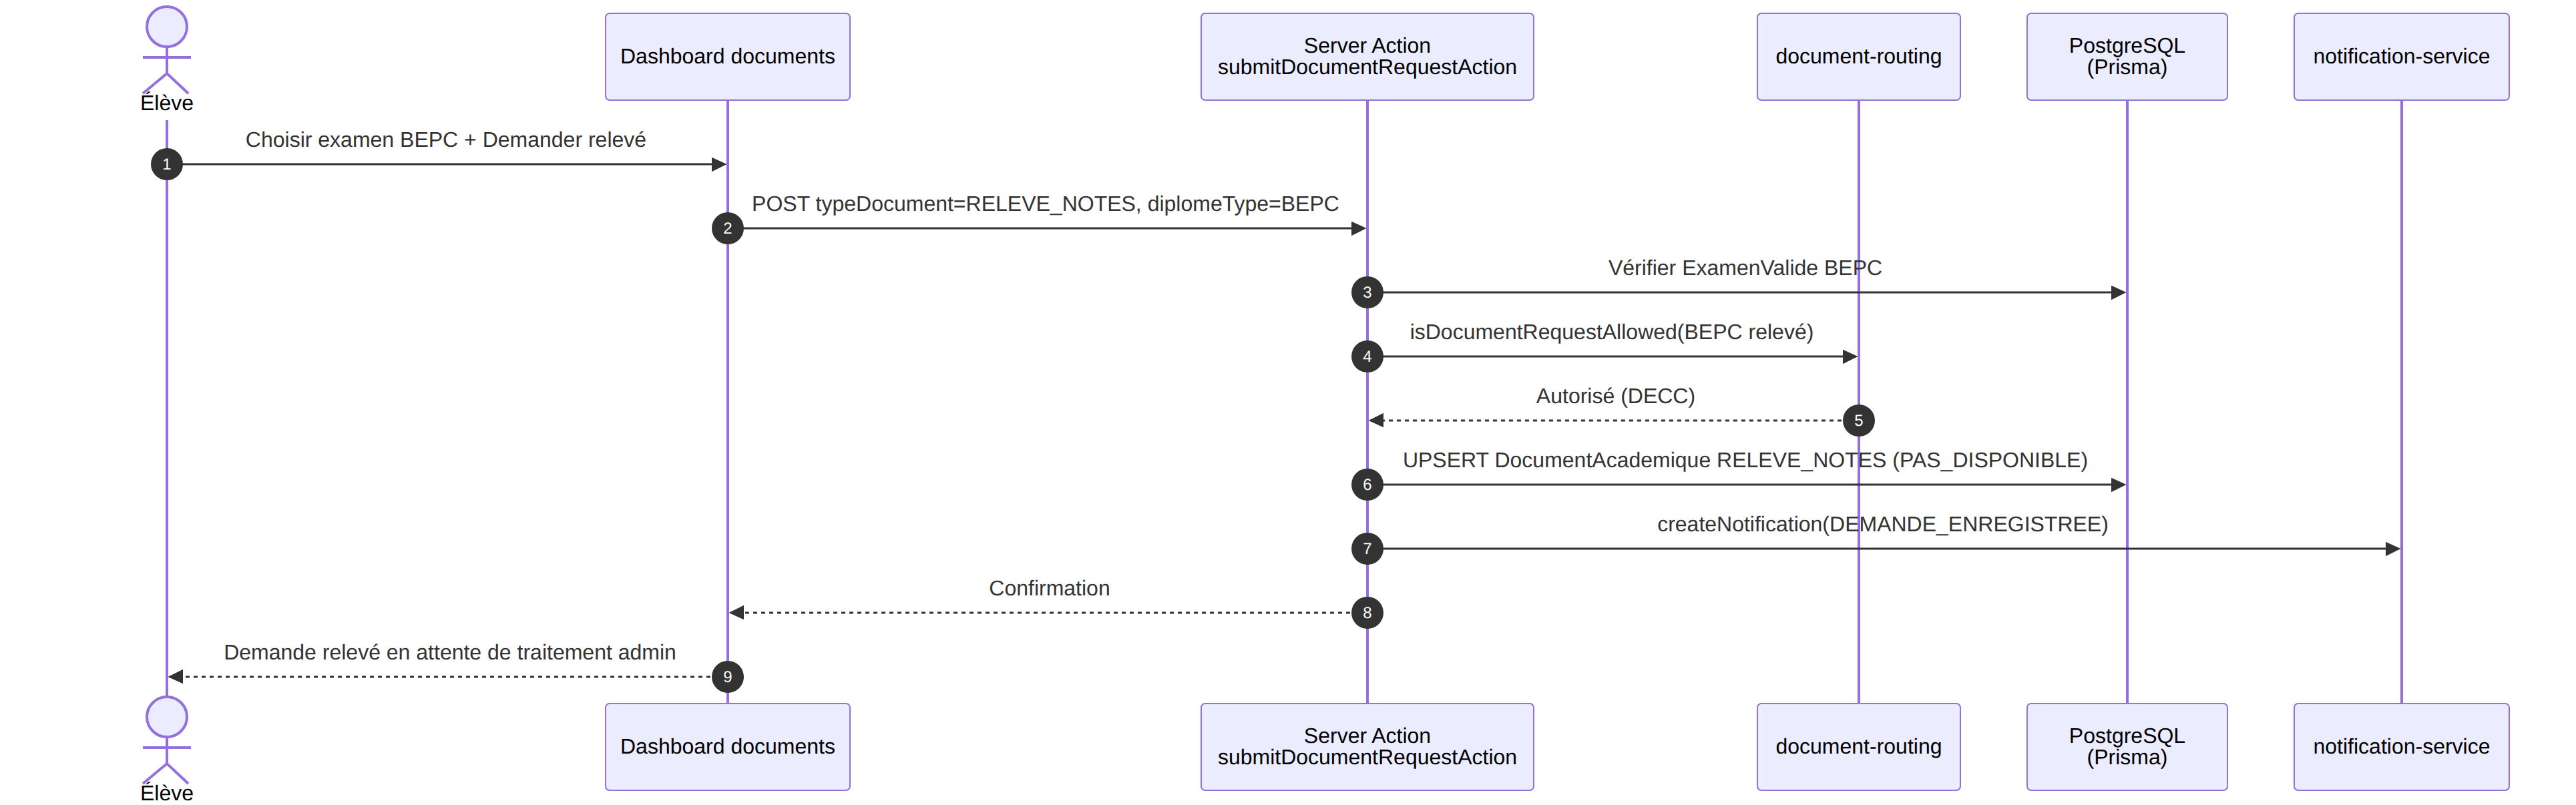 Élève
Dashboard documents
Server Action
submitDocumentRequestAction
document-routing
PostgreSQL
(Prisma)
notification-service
Choisir examen BEPC + Demander relevé
1
POST typeDocument=RELEVE_NOTES, diplomeType=BEPC
2
Vérifier ExamenValide BEPC
3
isDocumentRequestAllowed(BEPC relevé)
4
Autorisé (DECC)
5
UPSERT DocumentAcademique RELEVE_NOTES (PAS_DISPONIBLE)
6
createNotification(DEMANDE_ENREGISTREE)
7
Confirmation
8
Demande relevé en attente de traitement admin
9
Élève
Dashboard documents
Server Action
submitDocumentRequestAction
document-routing
PostgreSQL
(Prisma)
notification-service